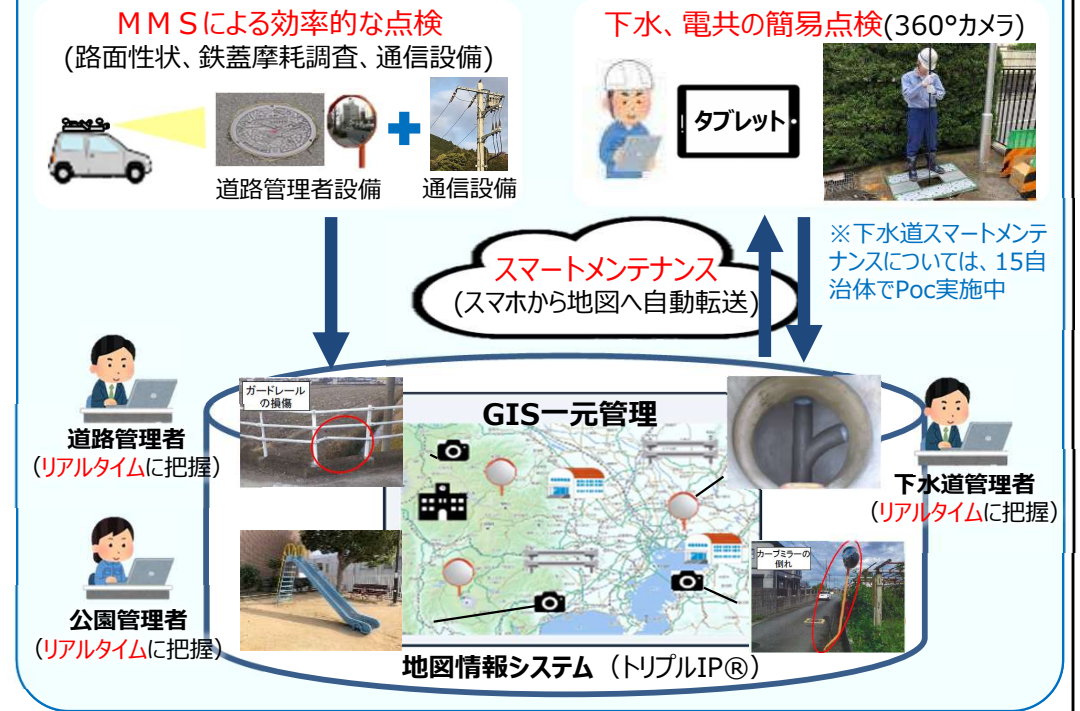 ＭＭＳによる効率的な点検
(路面性状、鉄蓋摩耗調査、通信設備)
道路管理者設備
通信設備
下水、電共の簡易点検(360°カメラ)
タブレット
※下水道スマートメンテ
ナンスについては、15自
治体でPoc実施中
スマートメンテナンス
(スマホから地図へ自動転送)
道路管理者
(リアルタイムに把握)
公園管理者
(リアルタイムに把握)
ガードレール
の損傷
GIS一元管理
下水道管理者
(リアルタイムに把握)
カーブミラーの
倒れ
地図情報システム（トリプルIP®）